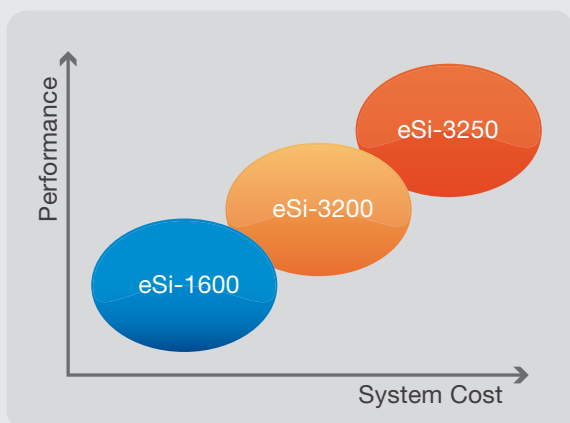 Performance
eSi-3250
eSi-3200
eSi-1600
System Cost